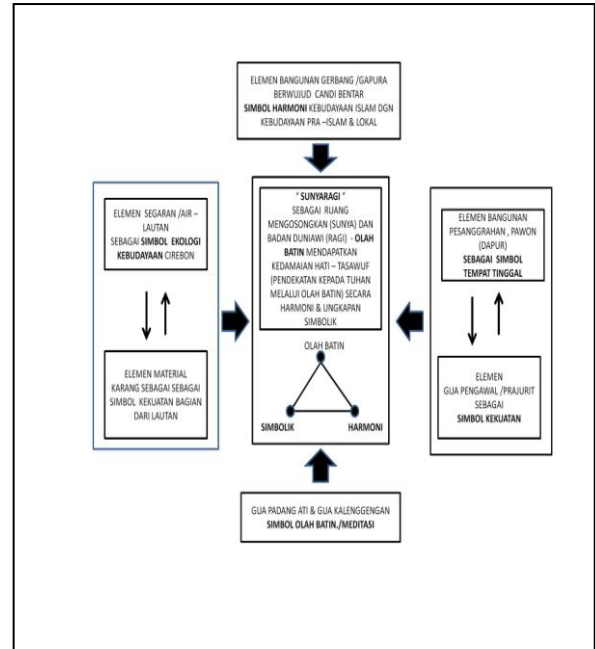 ELEMEN BANGUNAN GERBANG /GAPURA
BERWUJUD CANDI BENTAR
SIMBOL HARMONI KEBUDAYAAN ISLAM DGN
KEBUDAYAAN PRA –ISLAM & LOKAL
ELEMEN SEGARAN /AIR –
LAUTAN
SEBAGAI SIMBOL EKOLOGI
KEBUDAYAAN CIREBON
ELEMEN MATERIAL
KARANG SEBAGAI SEBAGAI
SIMBOL KEKUATAN BAGIAN
DARI LAUTAN
" SUNYARAGI "
SEBAGAI RUANG
MENGOSONGKAN (SUNYA) DAN
BADAN DUNIAWI (RAGI) - OLAH
BATIN MENDAPATKAN
KEDAMAIAN HATI – TASAWUF
(PENDEKATAN KEPADA TUHAN
MELALUI OLAH BATIN) SECARA
HARMONI & UNGKAPAN
SIMBOLIK
OLAH BATIN
SIMBOLIK
HARMONI
ELEMEN BANGUNAN
PESANGGRAHAN , PAWON
(DAPUR)
SEBAGAI SIMBOL
TEMPAT TINGGAL
ELEMEN
GUA PENGAWAL /PRAJURIT
SEBAGAI
SIMBOL KEKUATAN
GUA PADANG ATI & GUA KALENGGENGAN
SIMBOL OLAH BATIN./MEDITASI